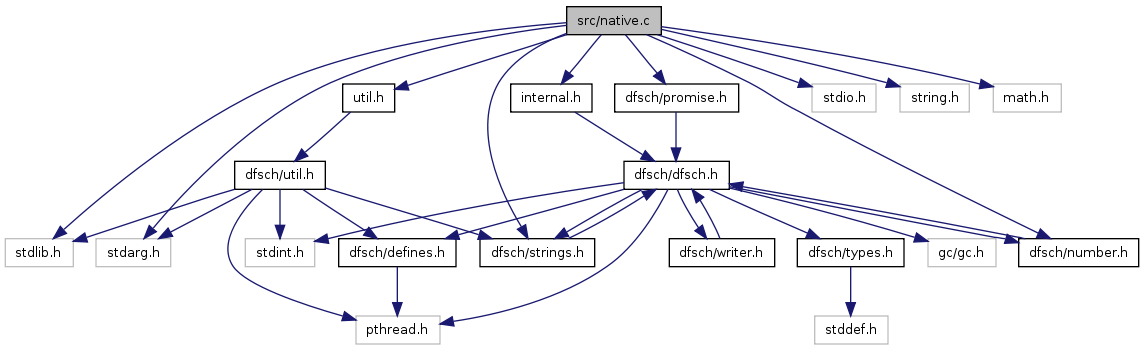 src/native.c
util.h
internal.h
dfsch/promise.h
stdio.h
string.h
math.h
dfsch/util.h
dfsch/dfsch.h
stdlib.h
stdarg.h
stdint.h
dfsch/defines.h
dfsch/strings.h
dfsch/writer.h
dfsch/types.h
gc/gc.h
dfsch/number.h
pthread.h
stddef.h